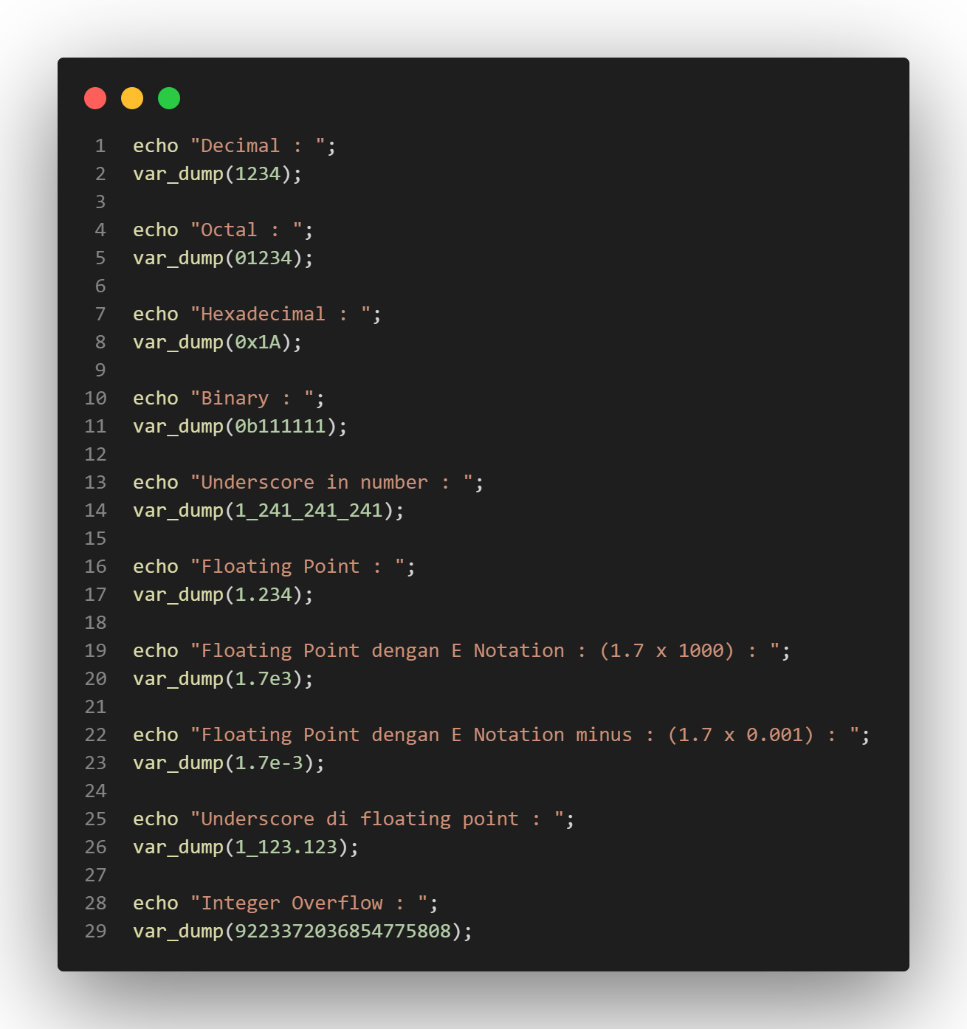 1 echo "Decimal : ";
2 var_dump(1234);
3
4 echo "Octal : ";
5 var_dump(01234);
6
7 echo "Hexadecimal : ";
8 var_dump(0x1A);
9
10 echo "Binary : ";
11 var_dump(0b111111);
12
13 echo "Underscore in number : ";
14 var_dump(1_241_241_241);
15
16 echo "Floating Point : ";
17 var_dump(1.234);
18
19 echo "Floating Point dengan E Notation : (1.7 x 1000) : ";
20 var_dump(1.7e3);
21
22 echo "Floating Point dengan E Notation minus : (1.7 x 0.001) : ";
23 var_dump(1.7e-3);
24
25 echo "Underscore di floating point : ";
26 var_dump(1_123.123);
27
28 echo "Integer Overflow : ";
29 var_dump(9223372036854775808);